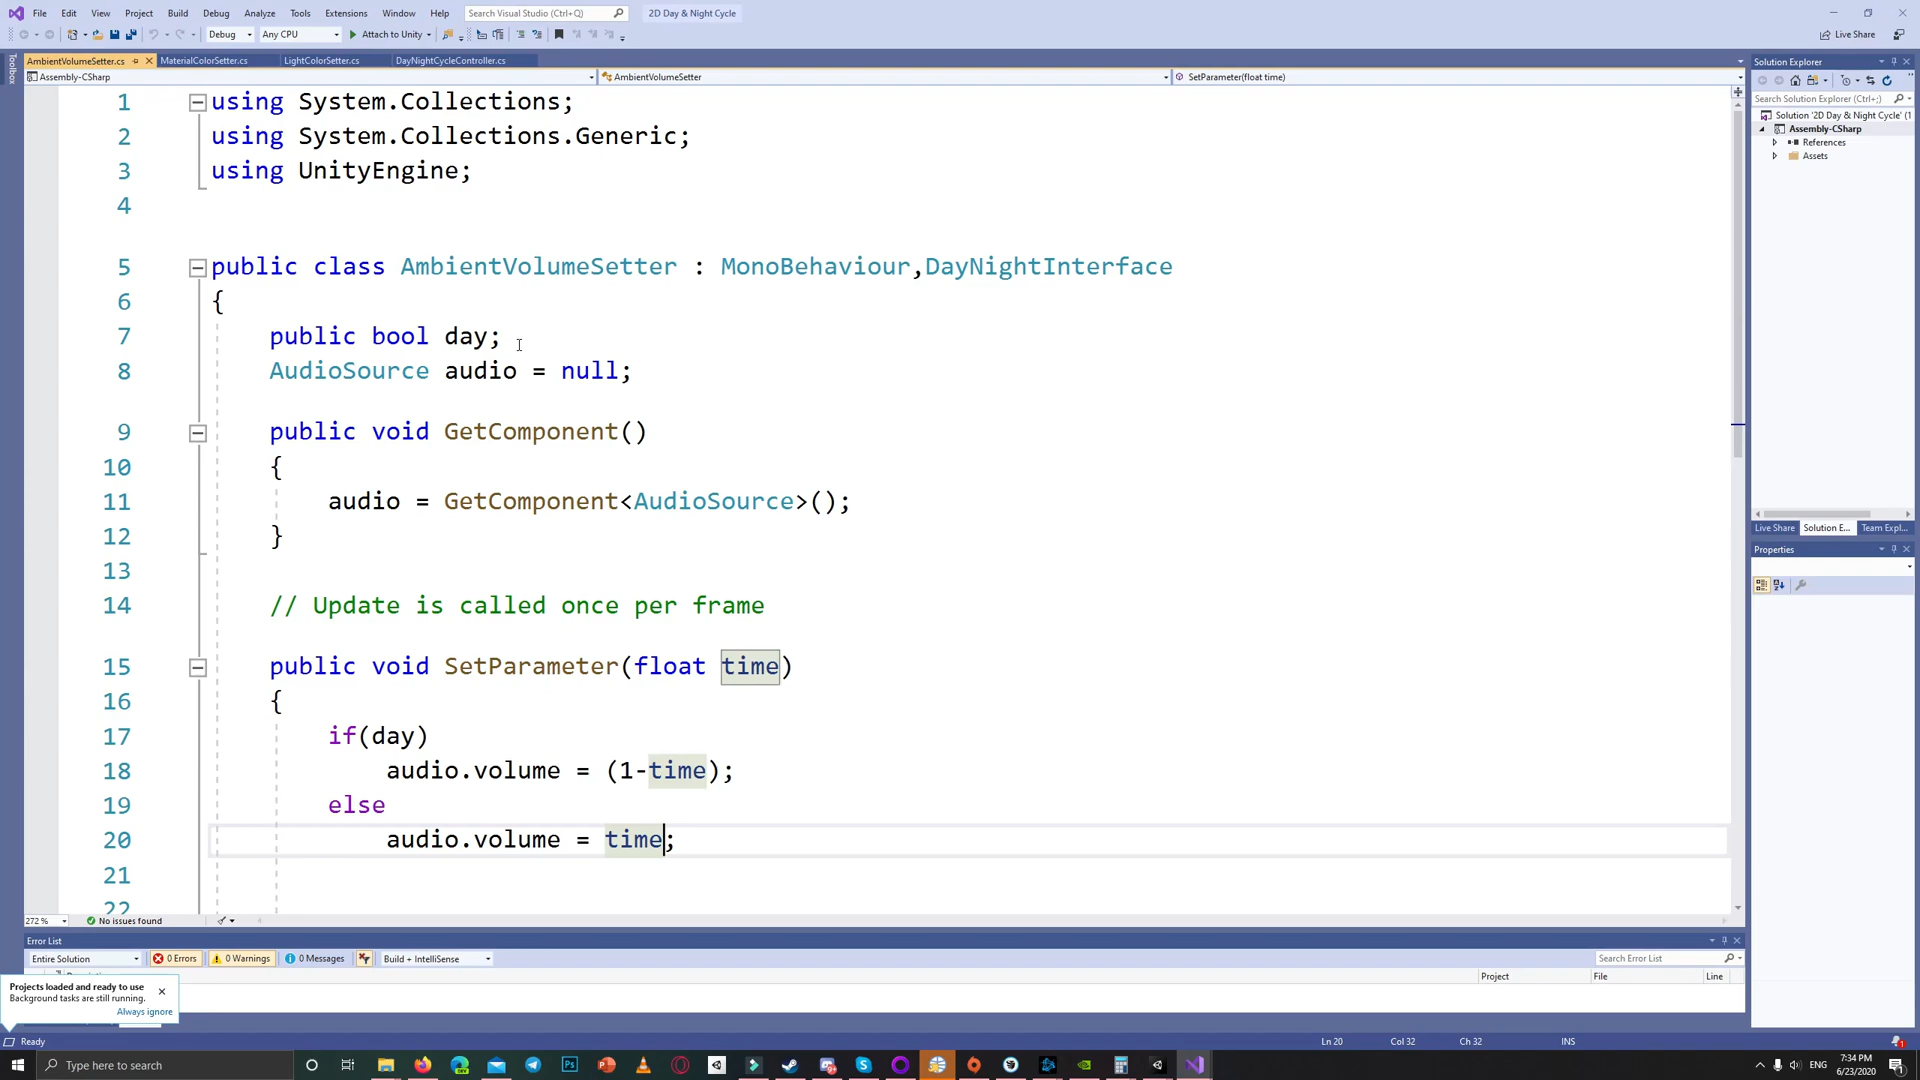 File Edit View Project Build Debug Analyze Tools Extensions Window Help Search Visual Studio (Ctrl+Q) 2D Day & Night Cycle
Debug Any CPU Attach to Unity Live Share
Toolbox
AmbientVolumeSetter.cs MaterialColorSetter.cs LightColorSetter.cs DayNightCycleController.cs
Assembly-CSharp AmbientVolumeSetter SetParameter(float time)
1 using System.Collections;
2 using System.Collections.Generic;
3 using UnityEngine;
4
5 public class AmbientVolumeSetter : MonoBehaviour,DayNightInterface
6 {
7 public bool day;
8 AudioSource audio = null;
9 public void GetComponent()
10 {
11 audio = GetComponent<AudioSource>();
12 }
13
14 // Update is called once per frame
15 public void SetParameter(float time)
16 {
17 if(day)
18 audio.volume = (1-time);
19 else
20 audio.volume = time;
21
22
272 % No issues found
Solution Explorer
Search Solution Explorer (Ctrl+;)
Solution '2D Day & Night Cycle' (1
Assembly-CSharp
References
Assets
Live Share Solution E... Team Expl...
Properties
Error List
Entire Solution 0 Errors 0 Warnings 0 Messages Build + IntelliSense Search Error List
Project File Line
Projects loaded and ready to use
Background tasks are still running.
Always ignore
Ready Ln 20 Col 32 Ch 32 INS
Type here to search ENG 7:34 PM
6/23/2020